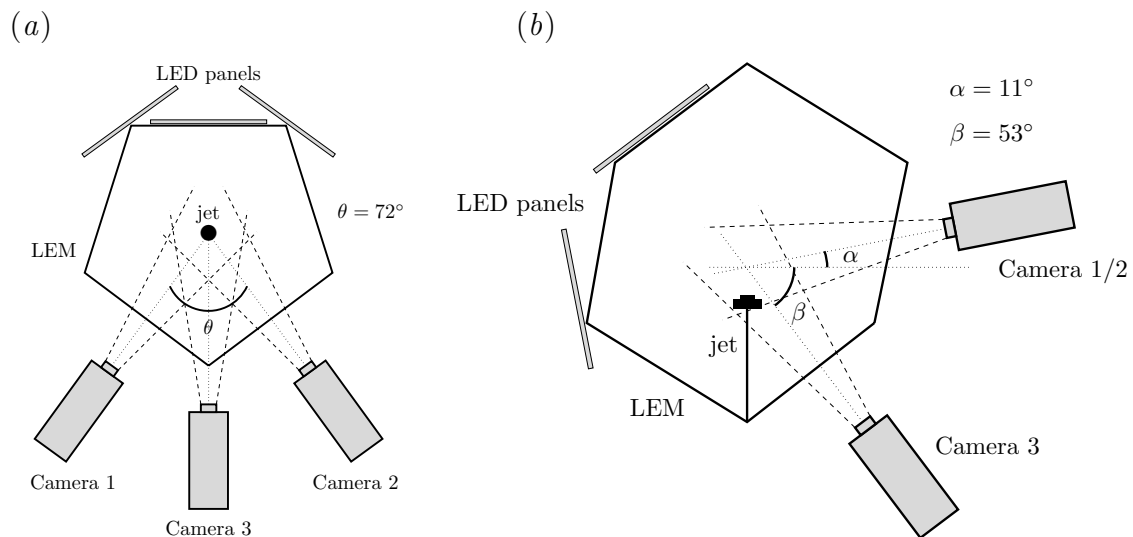 (a)
LED panels
jet
θ = 72°
LEM
θ
Camera 1
Camera 2
Camera 3
(b)
α = 11°
β = 53°
LED panels
α
Camera 1/2
β
jet
LEM
Camera 3